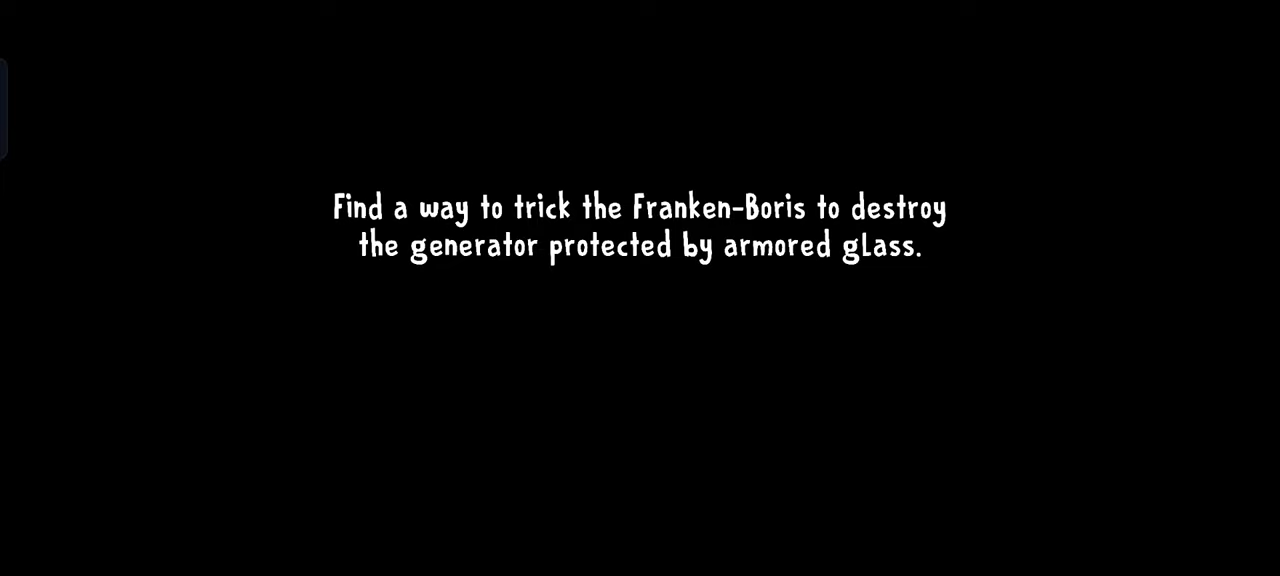 Find a way to trick the Franken-Boris to destroy
the generator protected by armored glass.